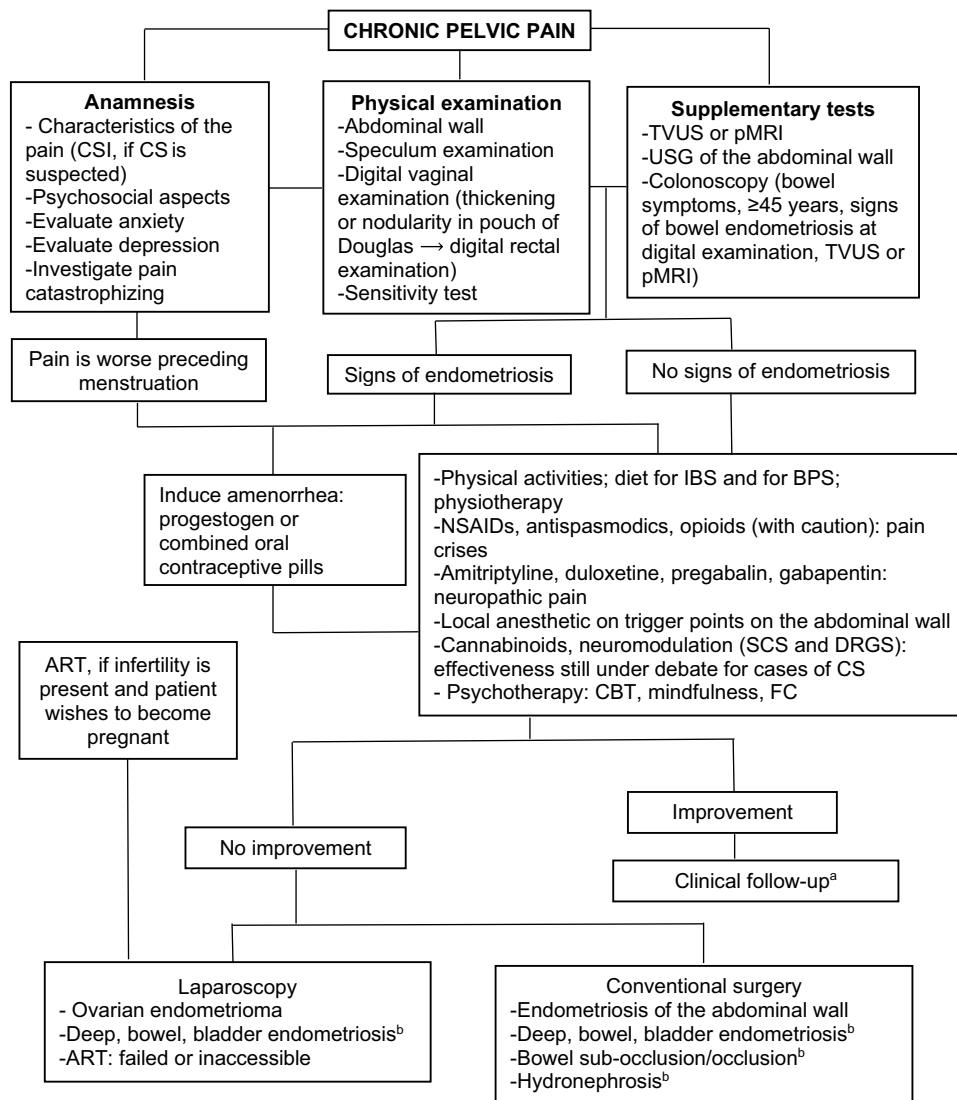 CHRONIC PELVIC PAIN
Anamnesis
- Characteristics of the
pain (CSI, if CS is
suspected)
-Psychosocial aspects
-Evaluate anxiety
-Evaluate depression
-Investigate pain
catastrophizing
Physical examination
-Abdominal wall
-Speculum examination
-Digital vaginal
examination (thickening
or nodularity in pouch of
Douglas → digital rectal
examination)
-Sensitivity test
Supplementary tests
-TVUS or pMRI
-USG of the abdominal wall
-Colonoscopy (bowel
symptoms, ≥45 years, signs
of bowel endometriosis at
digital examination, TVUS or
pMRI)
Pain is worse preceding
menstruation
Signs of endometriosis
No signs of endometriosis
Induce amenorrhea:
progestogen or
combined oral
contraceptive pills
-Physical activities; diet for IBS and for BPS;
physiotherapy
-NSAIDs, antispasmodics, opioids (with caution): pain
crises
-Amitriptyline, duloxetine, pregabalin, gabapentin:
neuropathic pain
-Local anesthetic on trigger points on the abdominal wall
-Cannabinoids, neuromodulation (SCS and DRGS):
effectiveness still under debate for cases of CS
- Psychotherapy: CBT, mindfulness, FC
ART, if infertility is
present and patient
wishes to become
pregnant
No improvement
Improvement
Clinical follow-upᵃ
Laparoscopy
- Ovarian endometrioma
-Deep, bowel, bladder endometriosisᵇ
-ART: failed or inaccessible
Conventional surgery
-Endometriosis of the abdominal wall
-Deep, bowel, bladder endometriosisᵇ
-Bowel sub-occlusion/occlusionᵇ
-Hydronephrosisᵇ